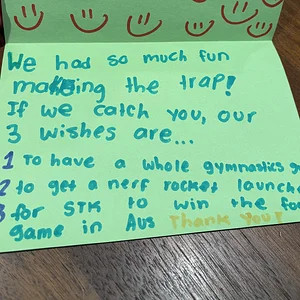 We had so much fun
making the trap!
If we catch you, our
3 wishes are...
1 To have a whole gymnastics
2 to get a nerf rocket launch
3 for STK to win the
game in Aus Thank You!